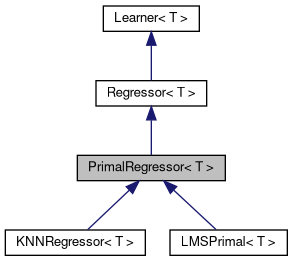 Learner< T >
Regressor< T >
PrimalRegressor< T >
KNNRegressor< T >
LMSPrimal< T >